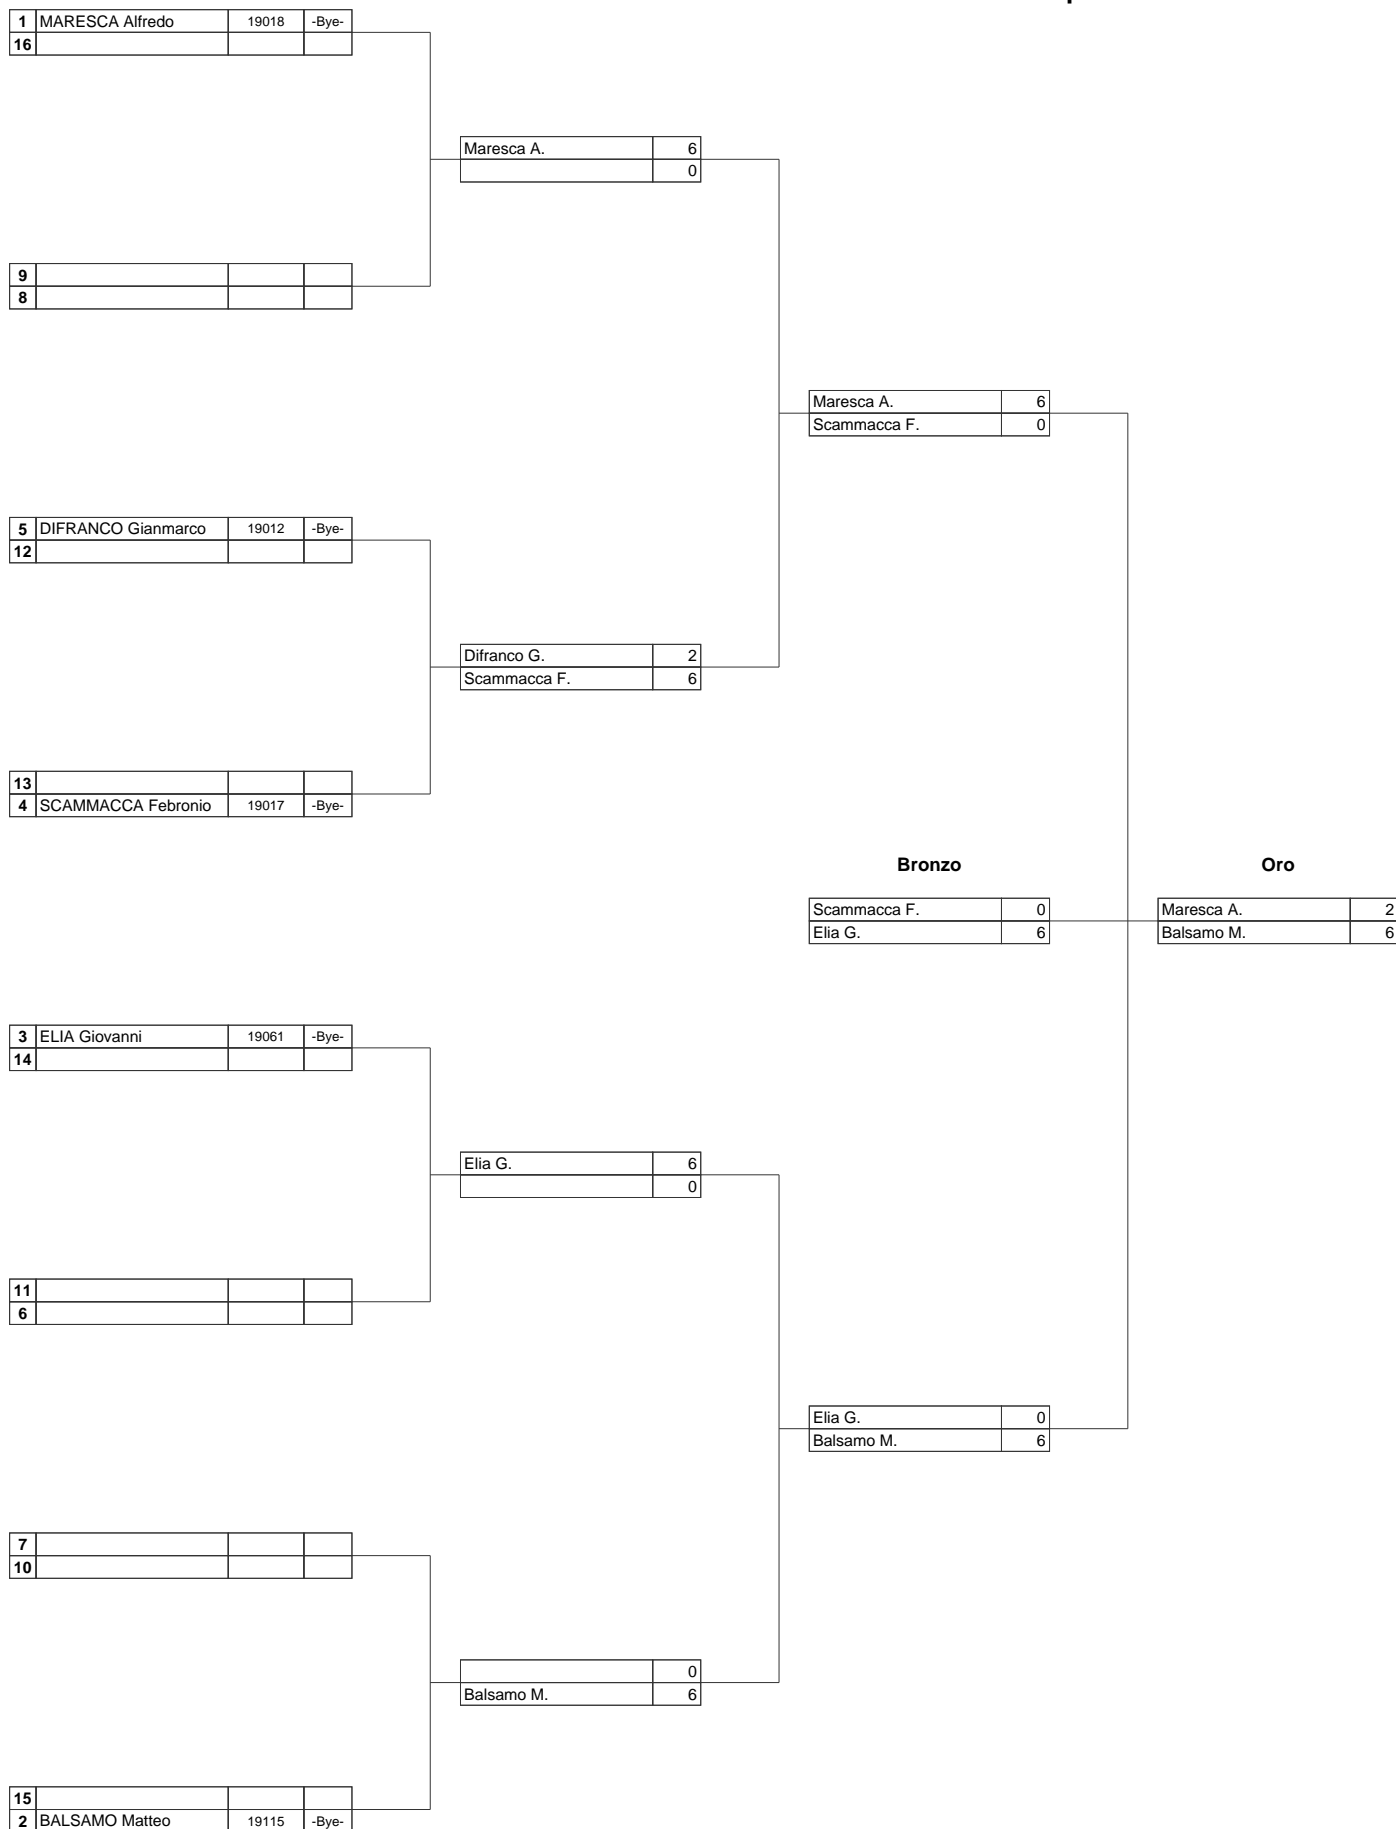 1 MARESCA Alfredo 19018 -Bye-
16
Maresca A. 6
0
9
8
Maresca A. 6
Scammacca F. 0
5 DIFRANCO Gianmarco 19012 -Bye-
12
Difranco G. 2
Scammacca F. 6
13
4 SCAMMACCA Febronio 19017 -Bye-
Bronzo Oro
Scammacca F. 0 Maresca A. 2
Elia G. 6 Balsamo M. 6
3 ELIA Giovanni 19061 -Bye-
14
Elia G. 6
0
11
6
Elia G. 0
Balsamo M. 6
7
10
0
Balsamo M. 6
15
2 BALSAMO Matteo 19115 -Bye-